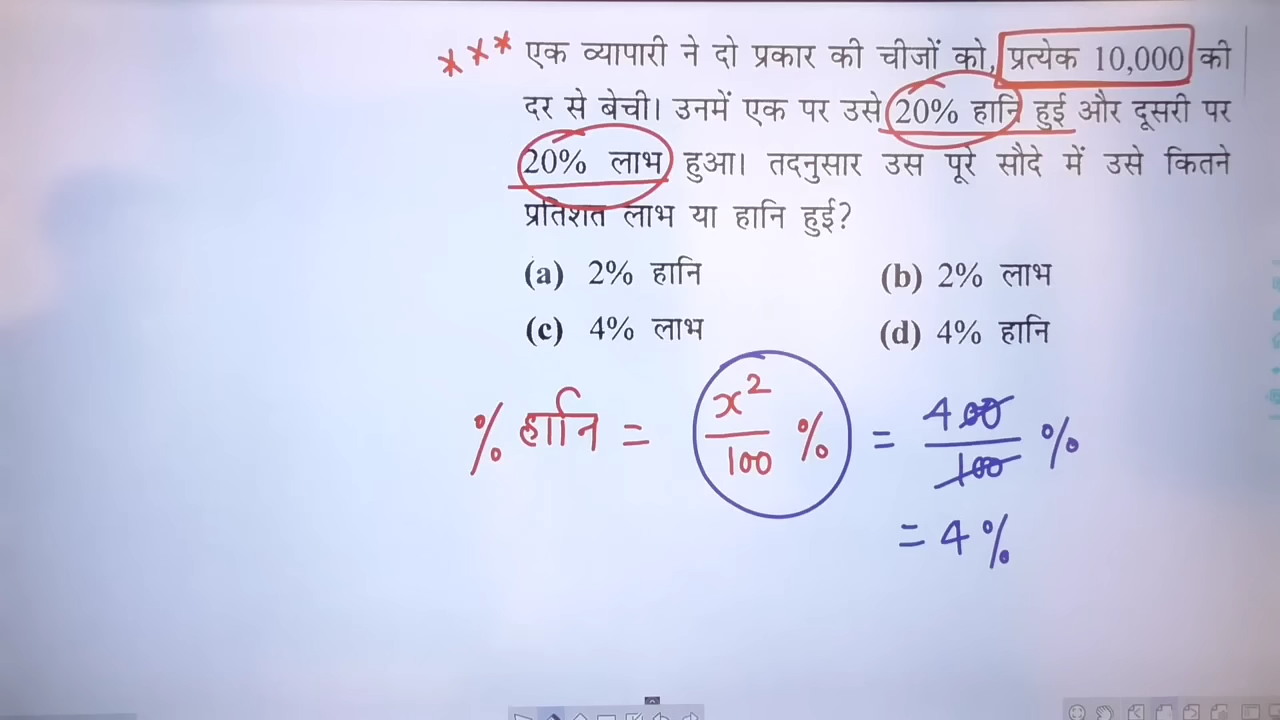 *** एक व्यापारी ने दो प्रकार की चीजों को, प्रत्येक 10,000 की
दर से बेची। उनमें एक पर उसे 20% हानि हुई और दूसरी पर
20% लाभ हुआ। तदनुसार उस पूरे सौदे में उसे कितने
प्रतिशत लाभ या हानि हुई?
(a) 2% हानि (b) 2% लाभ
(c) 4% लाभ (d) 4% हानि
% हानि = x²/100 % = 400/100 %
= 4%